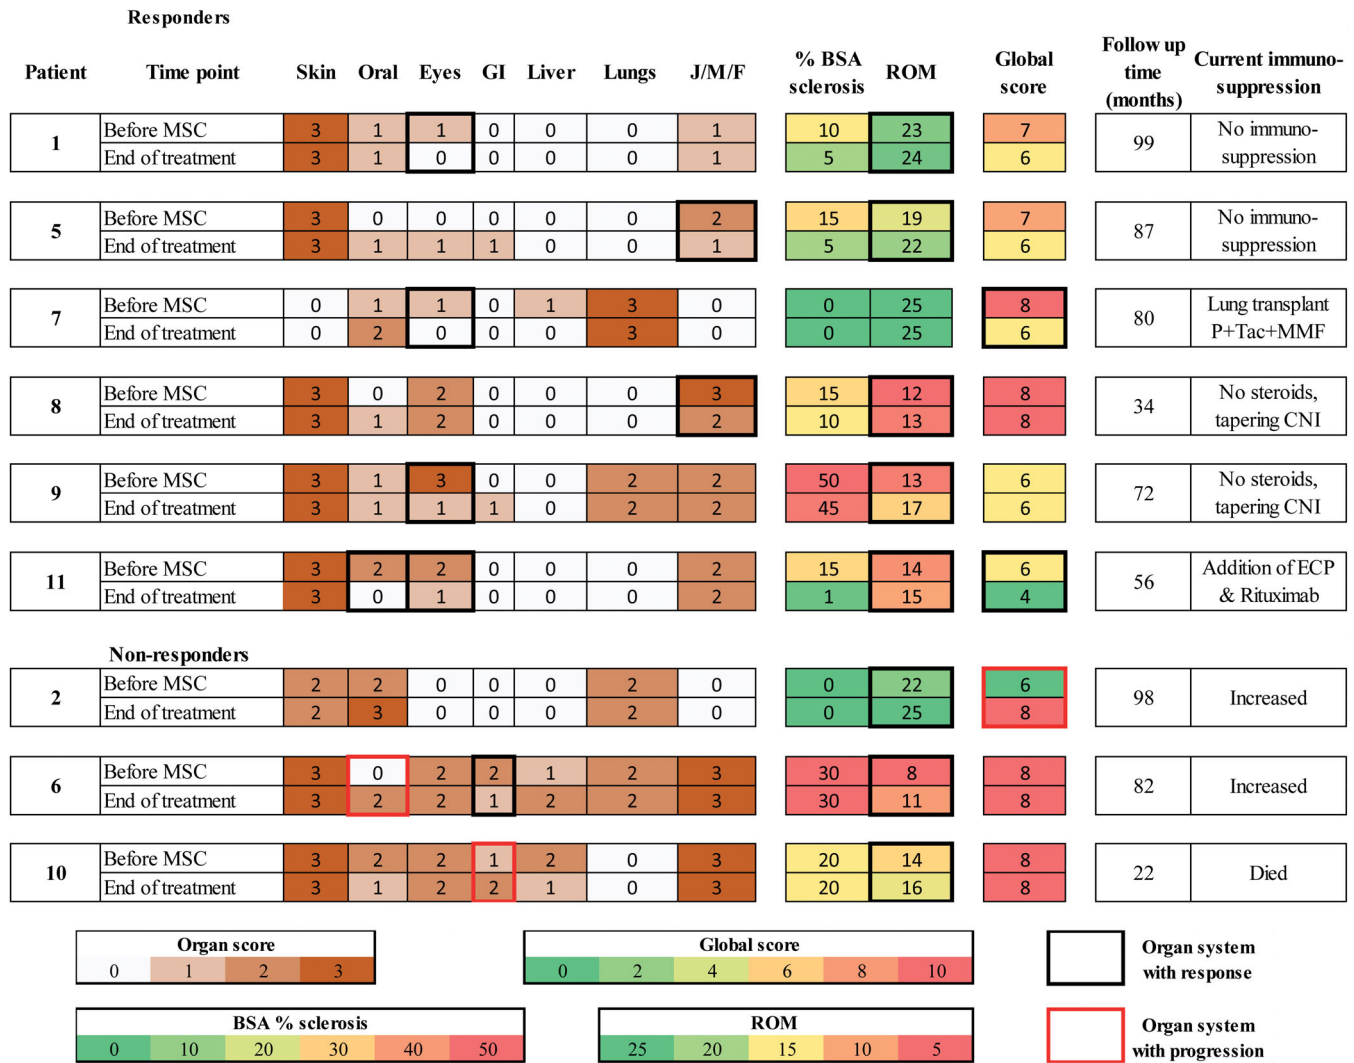 Responders
Patient Time point Skin Oral Eyes GI Liver Lungs J/M/F % BSA sclerosis ROM Global score Follow up time (months) Current immuno-suppression
1 Before MSC 3 1 1 0 0 0 1 10 23 7 99 No immuno-
End of treatment 3 1 0 0 0 0 1 5 24 6 suppression
5 Before MSC 3 0 0 0 0 0 2 15 19 7 87 No immuno-
End of treatment 3 1 1 1 0 0 1 5 22 6 suppression
7 Before MSC 0 1 1 0 1 3 0 0 25 8 80 Lung transplant
End of treatment 0 2 0 0 0 3 0 0 25 6 P+Tac+MMF
8 Before MSC 3 0 2 0 0 0 3 15 12 8 34 No steroids,
End of treatment 3 1 2 0 0 0 2 10 13 8 tapering CNI
9 Before MSC 3 1 3 0 0 2 2 50 13 6 72 No steroids,
End of treatment 3 1 1 1 0 2 2 45 17 6 tapering CNI
11 Before MSC 3 2 2 0 0 0 2 15 14 6 56 Addition of ECP
End of treatment 3 0 1 0 0 0 2 1 15 4 & Rituximab
Non-responders
2 Before MSC 2 2 0 0 0 2 0 0 22 6 98 Increased
End of treatment 2 3 0 0 0 2 0 0 25 8
6 Before MSC 3 0 2 2 1 2 3 30 8 8 82 Increased
End of treatment 3 2 2 1 2 2 3 30 11 8
10 Before MSC 3 2 2 1 2 0 3 20 14 8 22 Died
End of treatment 3 1 2 2 1 0 3 20 16 8
Organ score
0 1 2 3
Global score
0 2 4 6 8 10
Organ system
with response
BSA % sclerosis
0 10 20 30 40 50
ROM
25 20 15 10 5
Organ system
with progression